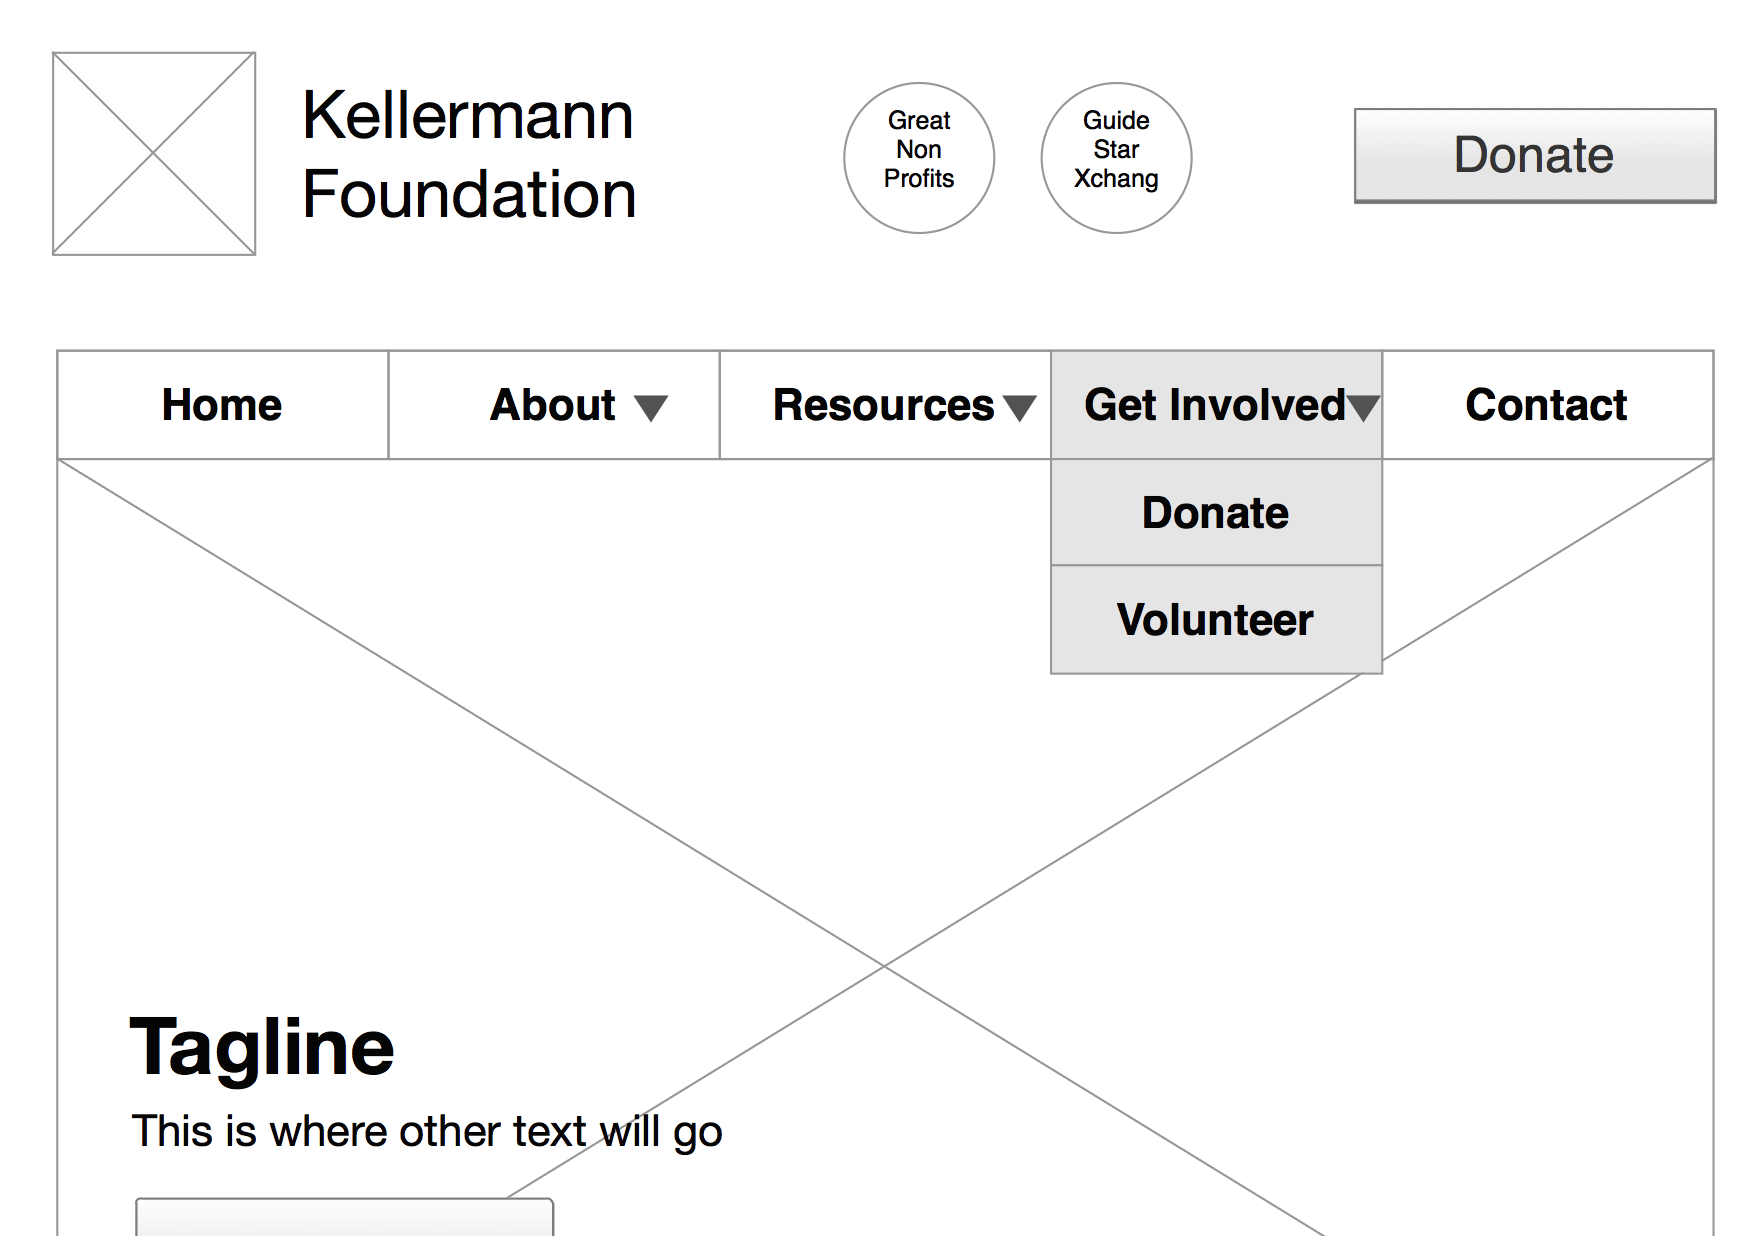 Kellermann
Foundation
Great
Non
Profits
Guide
Star
Xchang
Donate
Home
About
Resources
Get Involved
Contact
Donate
Volunteer
Tagline
This is where other text will go